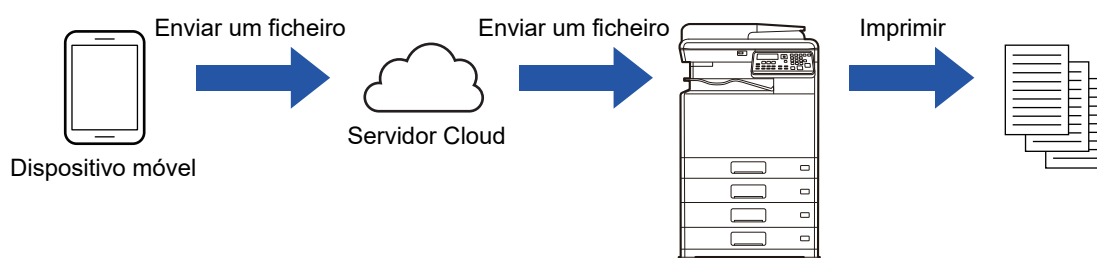 Enviar um ficheiro
Enviar um ficheiro
Imprimir
Servidor Cloud
Dispositivo móvel